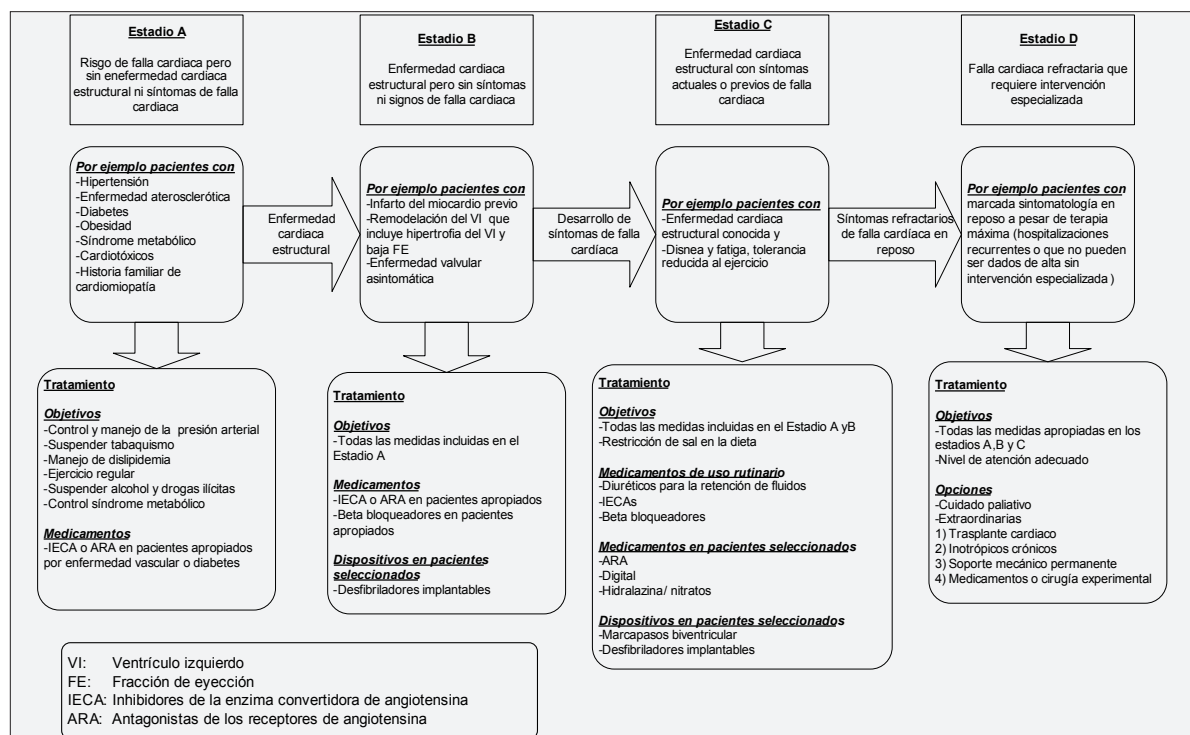 Estadio A
Risgo de falla cardiaca pero
sin enefermedad cardiaca
estructural ni síntomas de falla
cardiaca
Estadio B
Enfermedad cardiaca
estructural pero sin síntomas
ni signos de falla cardiaca
Estadio C
Enfermedad cardiaca
estructural con síntomas
actuales o previos de falla
cardiaca
Estadio D
Falla cardiaca refractaria que
requiere intervención
especializada
Por ejemplo pacientes con
-Hipertensión
-Enfermedad aterosclerótica
-Diabetes
-Obesidad
-Síndrome metabólico
-Cardiotóxicos
-Historia familiar de
cardiomiopatía
Enfermedad
cardiaca
estructural
Por ejemplo pacientes con
-Infarto del miocardio previo
-Remodelación del VI que
incluye hipertrofia del VI y
baja FE
-Enfermedad valvular
asintomática
Desarrollo de
síntomas de falla
cardíaca
Por ejemplo pacientes con
-Enfermedad cardiaca
estructural conocida y
-Disnea y fatiga, tolerancia
reducida al ejercicio
Síntomas refractarios
de falla cardíaca en
reposo
Por ejemplo pacientes con
marcada sintomatología en
reposo a pesar de terapia
máxima (hospitalizaciones
recurrentes o que no pueden
ser dados de alta sin
intervención especializada )
Tratamiento
Objetivos
-Control y manejo de la presión arterial
-Suspender tabaquismo
-Manejo de dislipidemia
-Ejercicio regular
-Suspender alcohol y drogas ilícitas
-Control síndrome metabólico
Medicamentos
-IECA o ARA en pacientes apropiados
por enfermedad vascular o diabetes
Tratamiento
Objetivos
-Todas las medidas incluidas en el
Estadio A
Medicamentos
-IECA o ARA en pacientes apropiados
-Beta bloqueadores en pacientes
apropiados
Dispositivos en pacientes
seleccionados
-Desfibriladores implantables
Tratamiento
Objetivos
-Todas las medidas incluidas en el Estadio A yB
-Restricción de sal en la dieta
Medicamentos de uso rutinario
-Diuréticos para la retención de fluidos
-IECAs
-Beta bloqueadores
Medicamentos en pacientes seleccionados
-ARA
-Digital
-Hidralazina/ nitratos
Dispositivos en pacientes seleccionados
-Marcapasos biventricular
-Desfibriladores implantables
Tratamiento
Objetivos
-Todas las medidas apropiadas en los
estadios A,B y C
-Nivel de atención adecuado
Opciones
-Cuidado paliativo
-Extraordinarias
1) Trasplante cardiaco
2) Inotrópicos crónicos
3) Soporte mecánico permanente
4) Medicamentos o cirugía experimental
VI: Ventrículo izquierdo
FE: Fracción de eyección
IECA: Inhibidores de la enzima convertidora de angiotensina
ARA: Antagonistas de los receptores de angiotensina